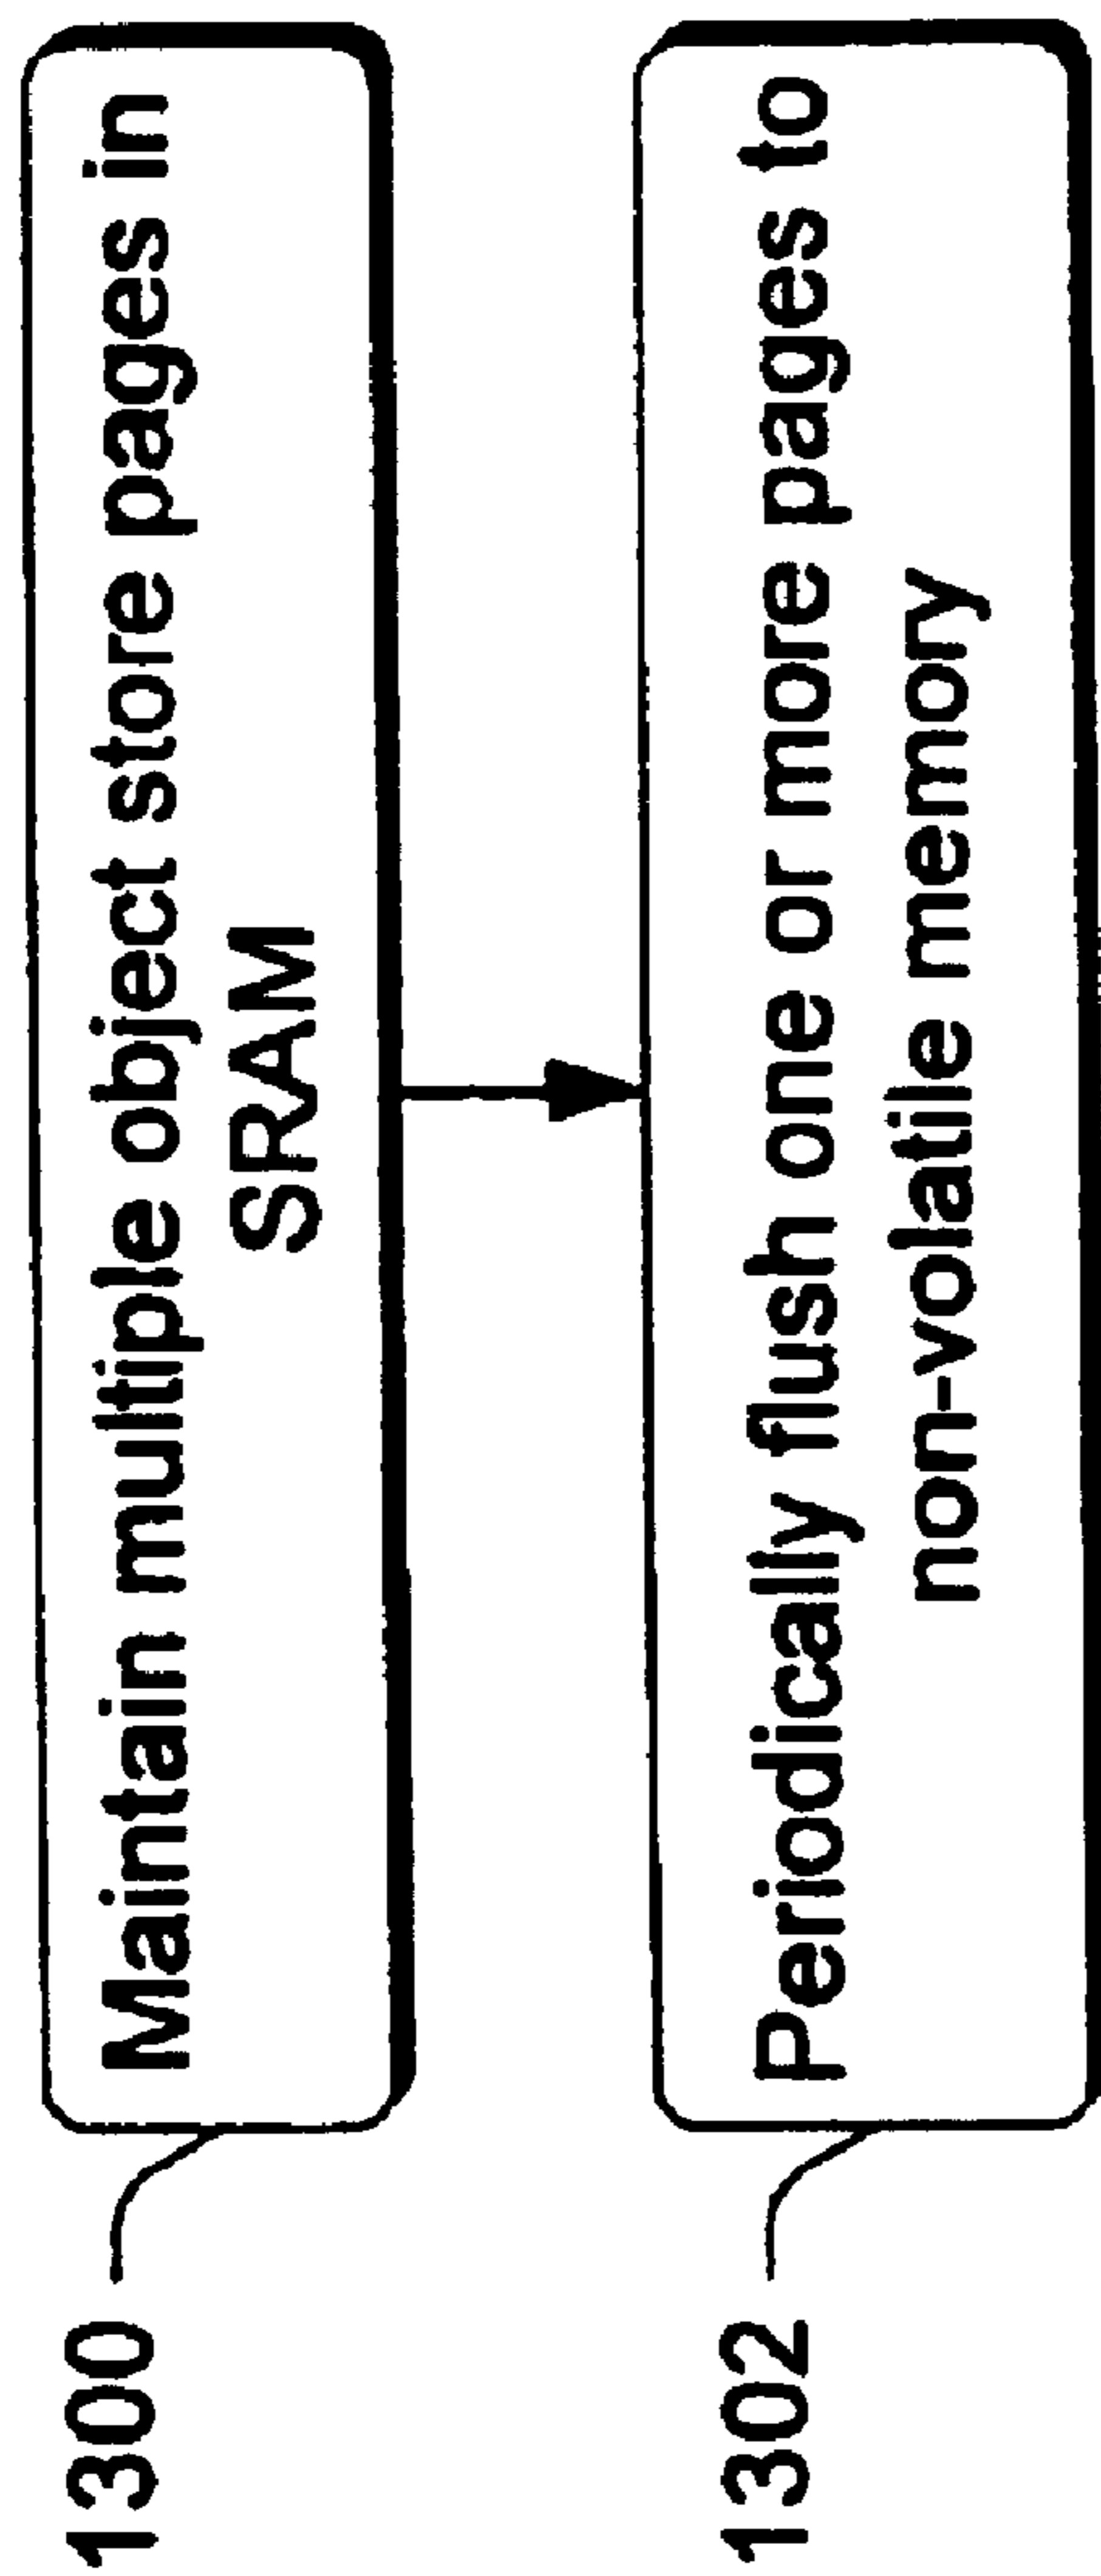 1300
Maintain multiple object store pages in
SRAM
1302
Periodically flush one or more pages to
non-volatile memory